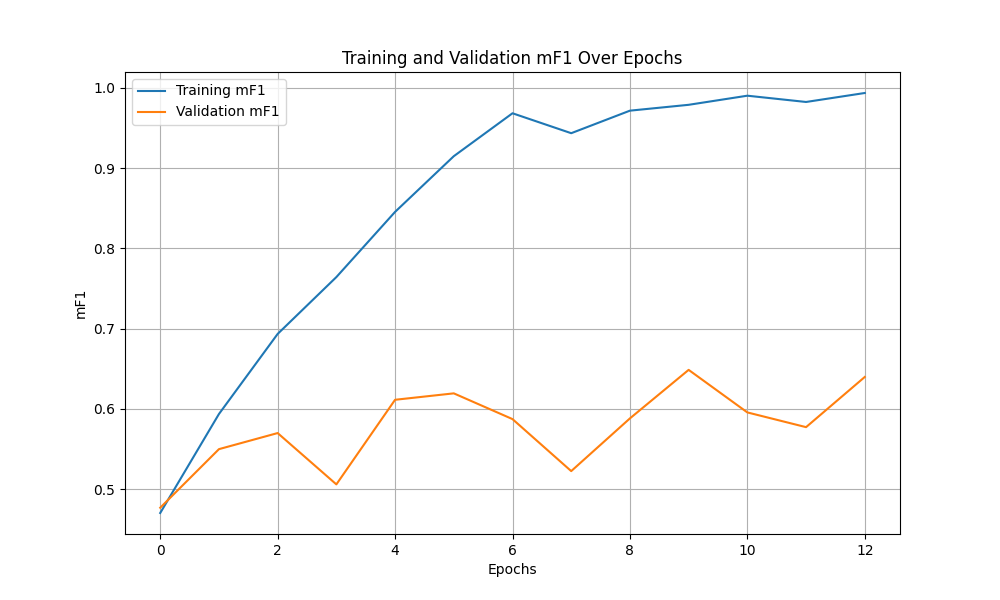 Training and Validation mF1 Over Epochs
Training mF1
Validation mF1
mF1
1.0
0.9
0.8
0.7
0.6
0.5
0 2 4 6 8 10 12
Epochs